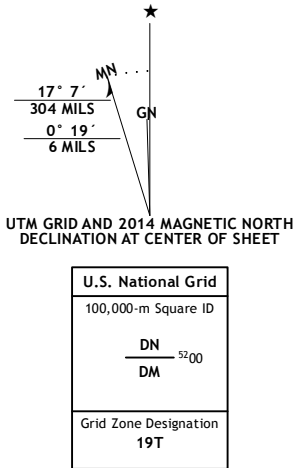 ★
MN
GN
17° 7´
304 MILS
0° 19´
6 MILS
UTM GRID AND 2014 MAGNETIC NORTH
DECLINATION AT CENTER OF SHEET
U.S. National Grid
100,000-m Square ID
DN
5200
DM
Grid Zone Designation
19T